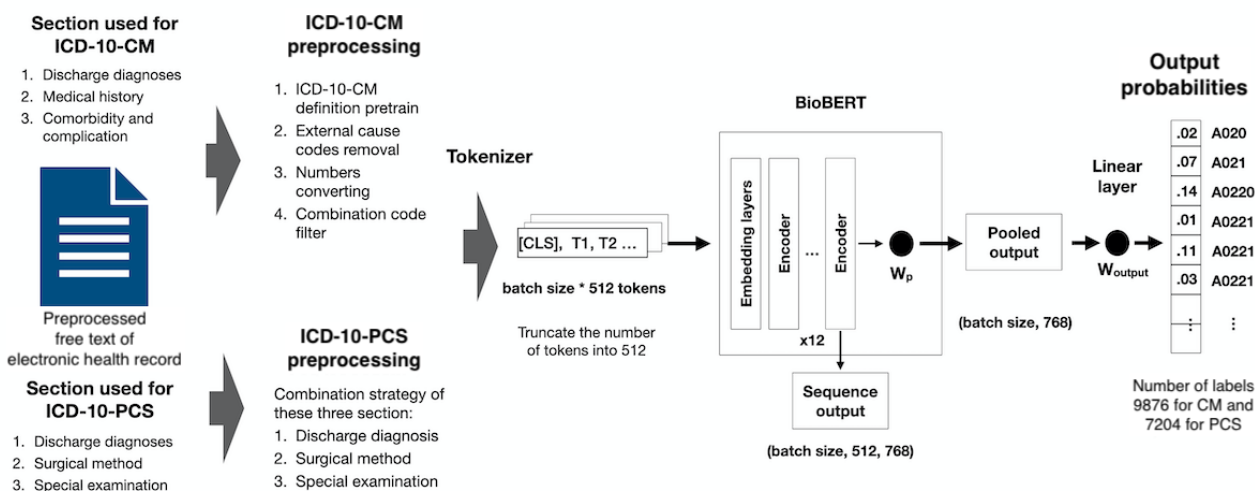 Section used for
ICD-10-CM
1. Discharge diagnoses
2. Medical history
3. Comorbidity and
complication
Preprocessed
free text of
electronic health record
Section used for
ICD-10-PCS
1. Discharge diagnoses
2. Surgical method
3. Special examination
ICD-10-CM
preprocessing
1. ICD-10-CM
definition pretrain
2. External cause
codes removal
3. Numbers
converting
4. Combination code
filter
ICD-10-PCS
preprocessing
Combination strategy of
these three section:
1. Discharge diagnosis
2. Surgical method
3. Special examination
Tokenizer
[CLS], T1, T2 ...
batch size * 512 tokens
Truncate the number
of tokens into 512
BioBERT
Embedding layers
Encoder
...
Encoder
x12
Wp
Sequence
output
(batch size, 512, 768)
Pooled
output
(batch size, 768)
Linear
layer
Woutput
Output
probabilities
.02 A020
.07 A021
.14 A0220
.01 A0221
.11 A0221
.03 A0221
⋮ ⋮
Number of labels
9876 for CM and
7204 for PCS